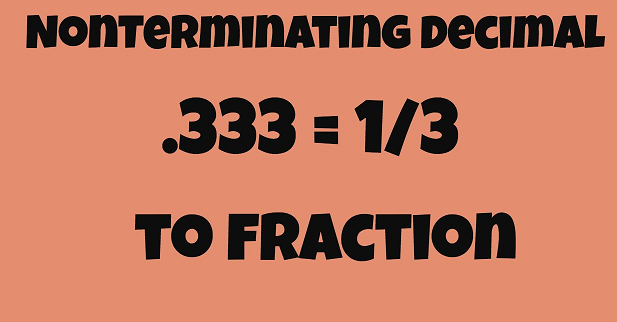 Nonterminating Decimal
.333 = 1/3
to Fraction